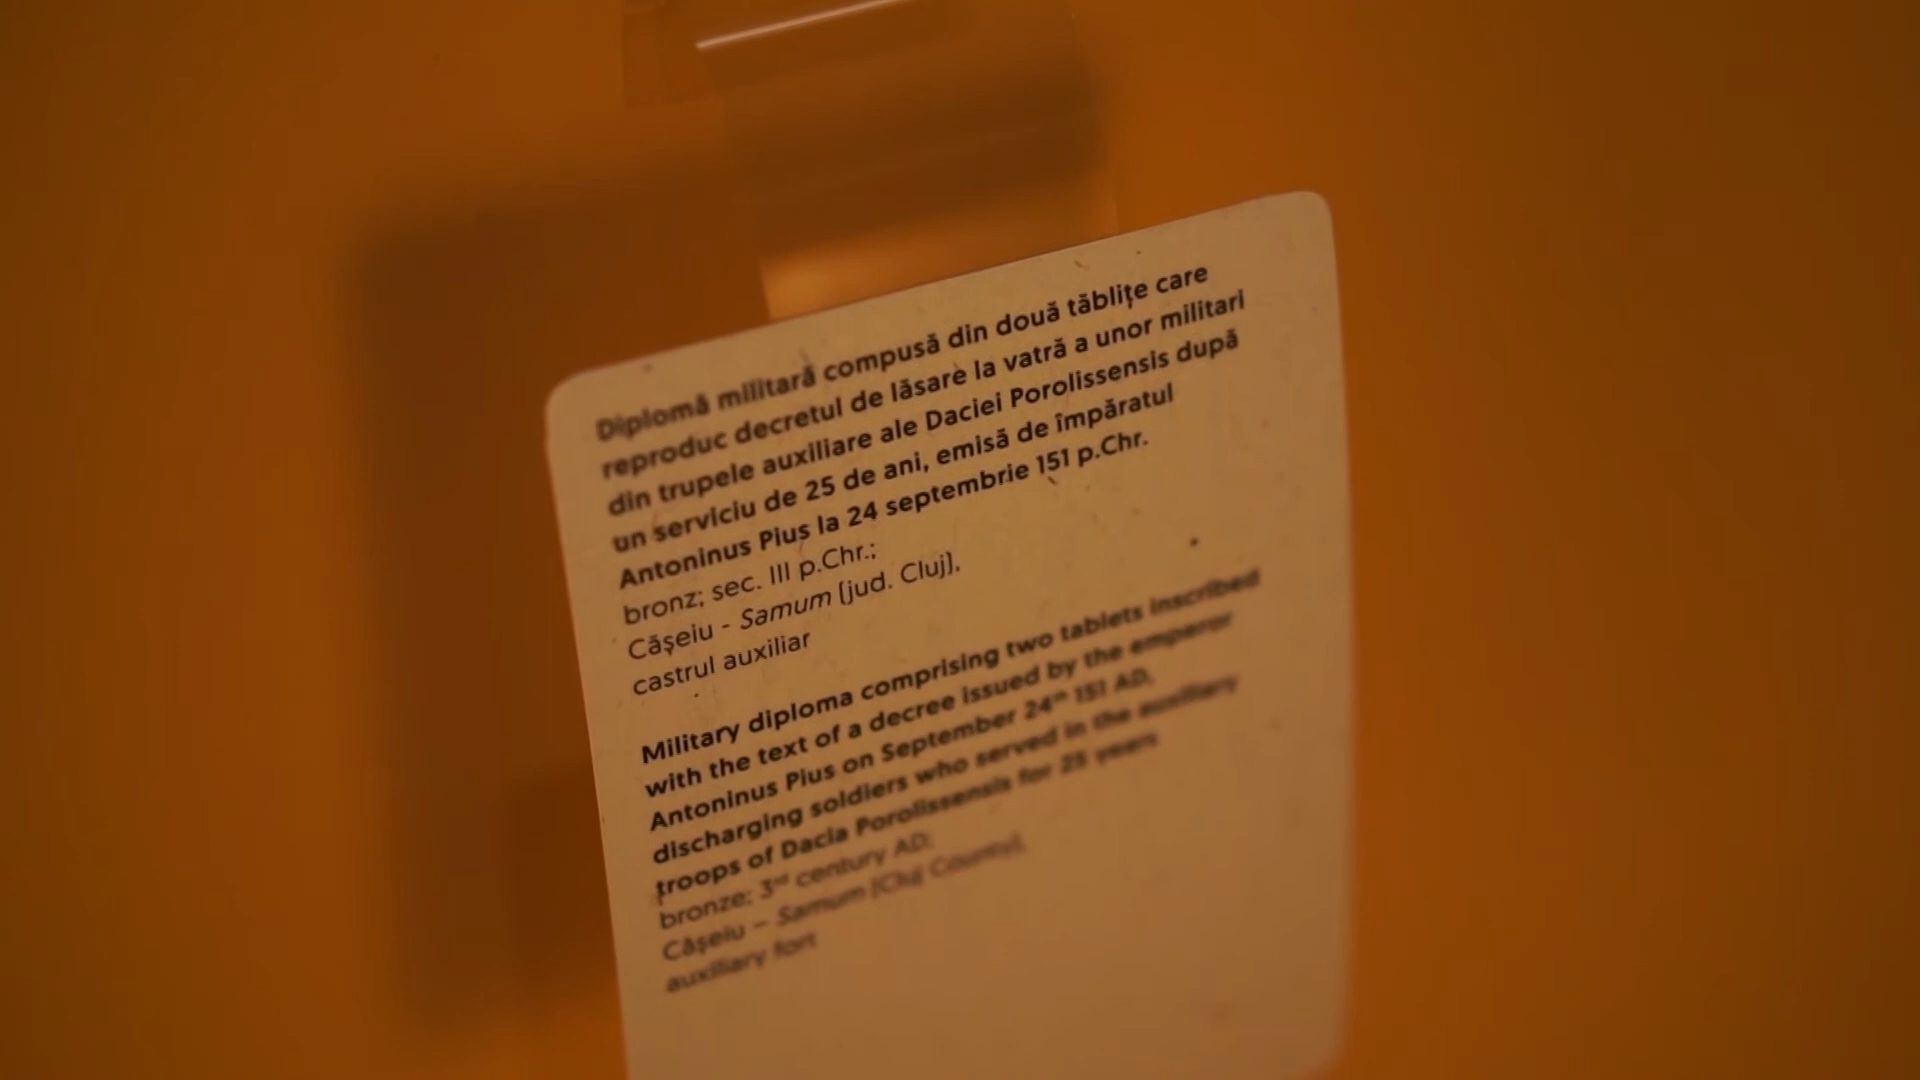 Diplomă militară compusă din două tăblițe care
reproduc decretul de lăsare la vatră a unor militari
din trupele auxiliare ale Daciei Porolissensis după
un serviciu de 25 de ani, emisă de împăratul
Antoninus Pius la 24 septembrie 151 p.Chr.
bronz; sec. III p.Chr.;
Cășeiu - Samum (jud. Cluj),
castrul auxiliar
Military diploma comprising two tablets inscribed
with the text of a decree issued by the emperor
Antoninus Pius on September 24th 151 AD,
discharging soldiers who served in the auxiliary
troops of Dacia Porolissensis for 25 years
bronze; 3rd century AD;
Cășeiu – Samum (Cluj County),
auxiliary fort